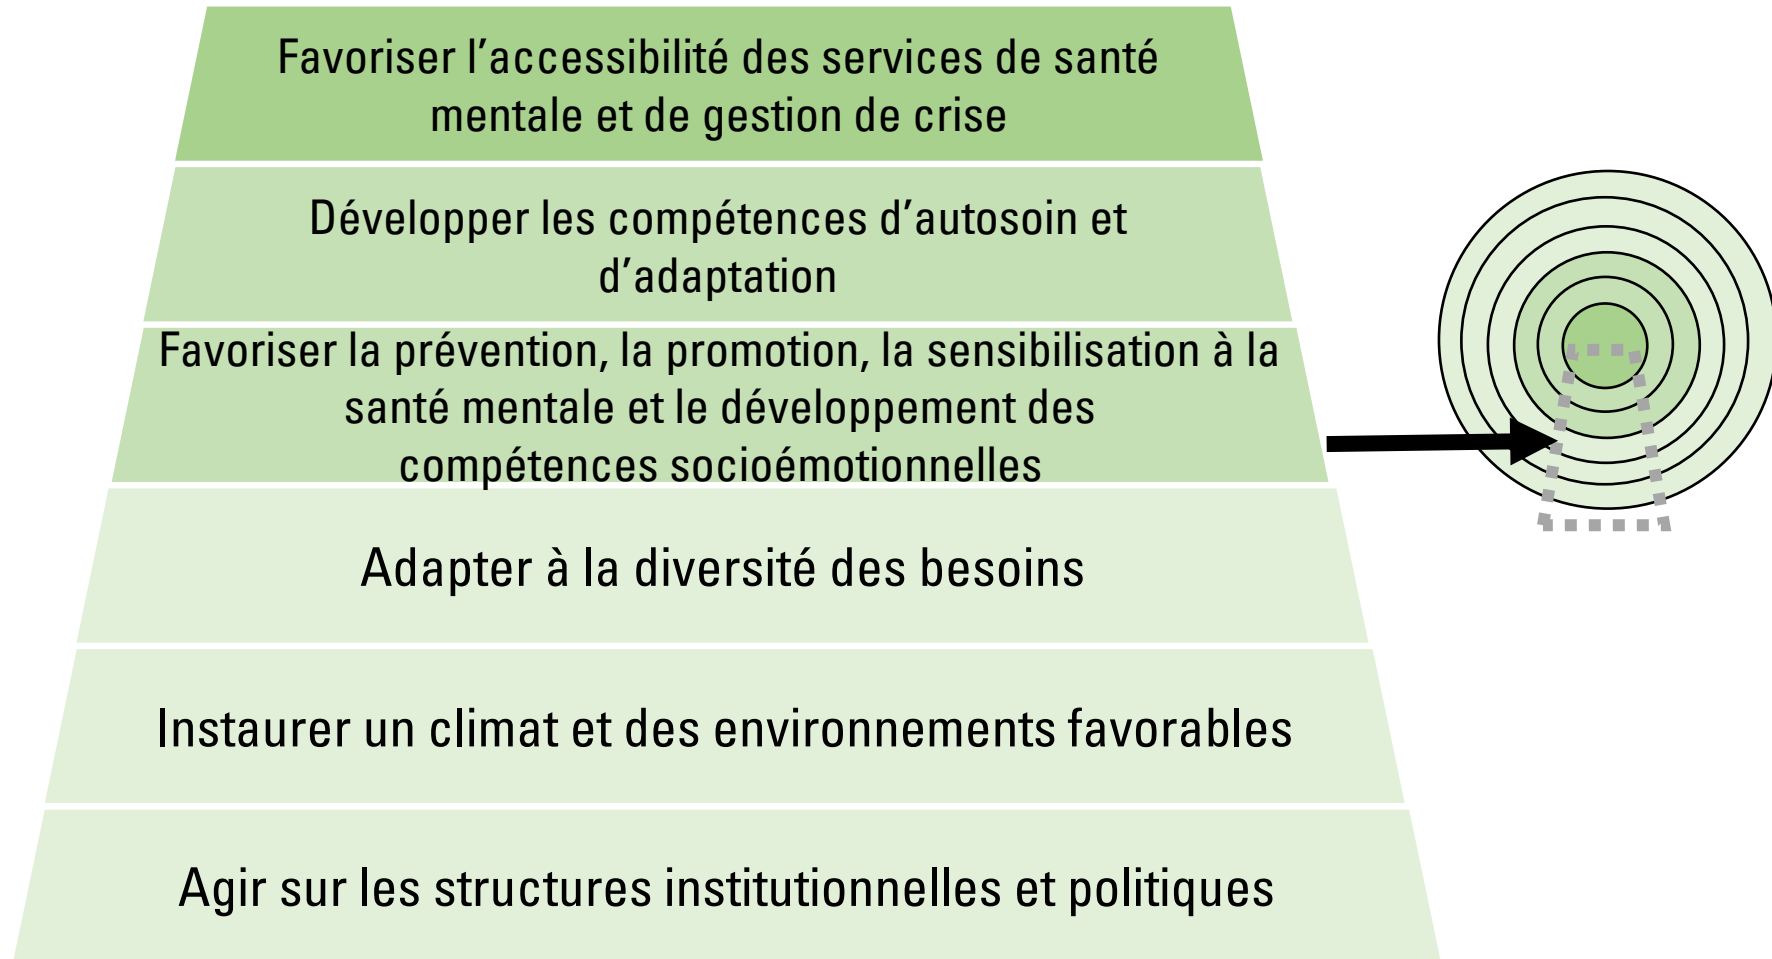 Favoriser l’accessibilité des services de santé
mentale et de gestion de crise
Développer les compétences d’autosoin et
d’adaptation
Favoriser la prévention, la promotion, la sensibilisation à la
santé mentale et le développement des
compétences socioémotionnelles
Adapter à la diversité des besoins
Instaurer un climat et des environnements favorables
Agir sur les structures institutionnelles et politiques